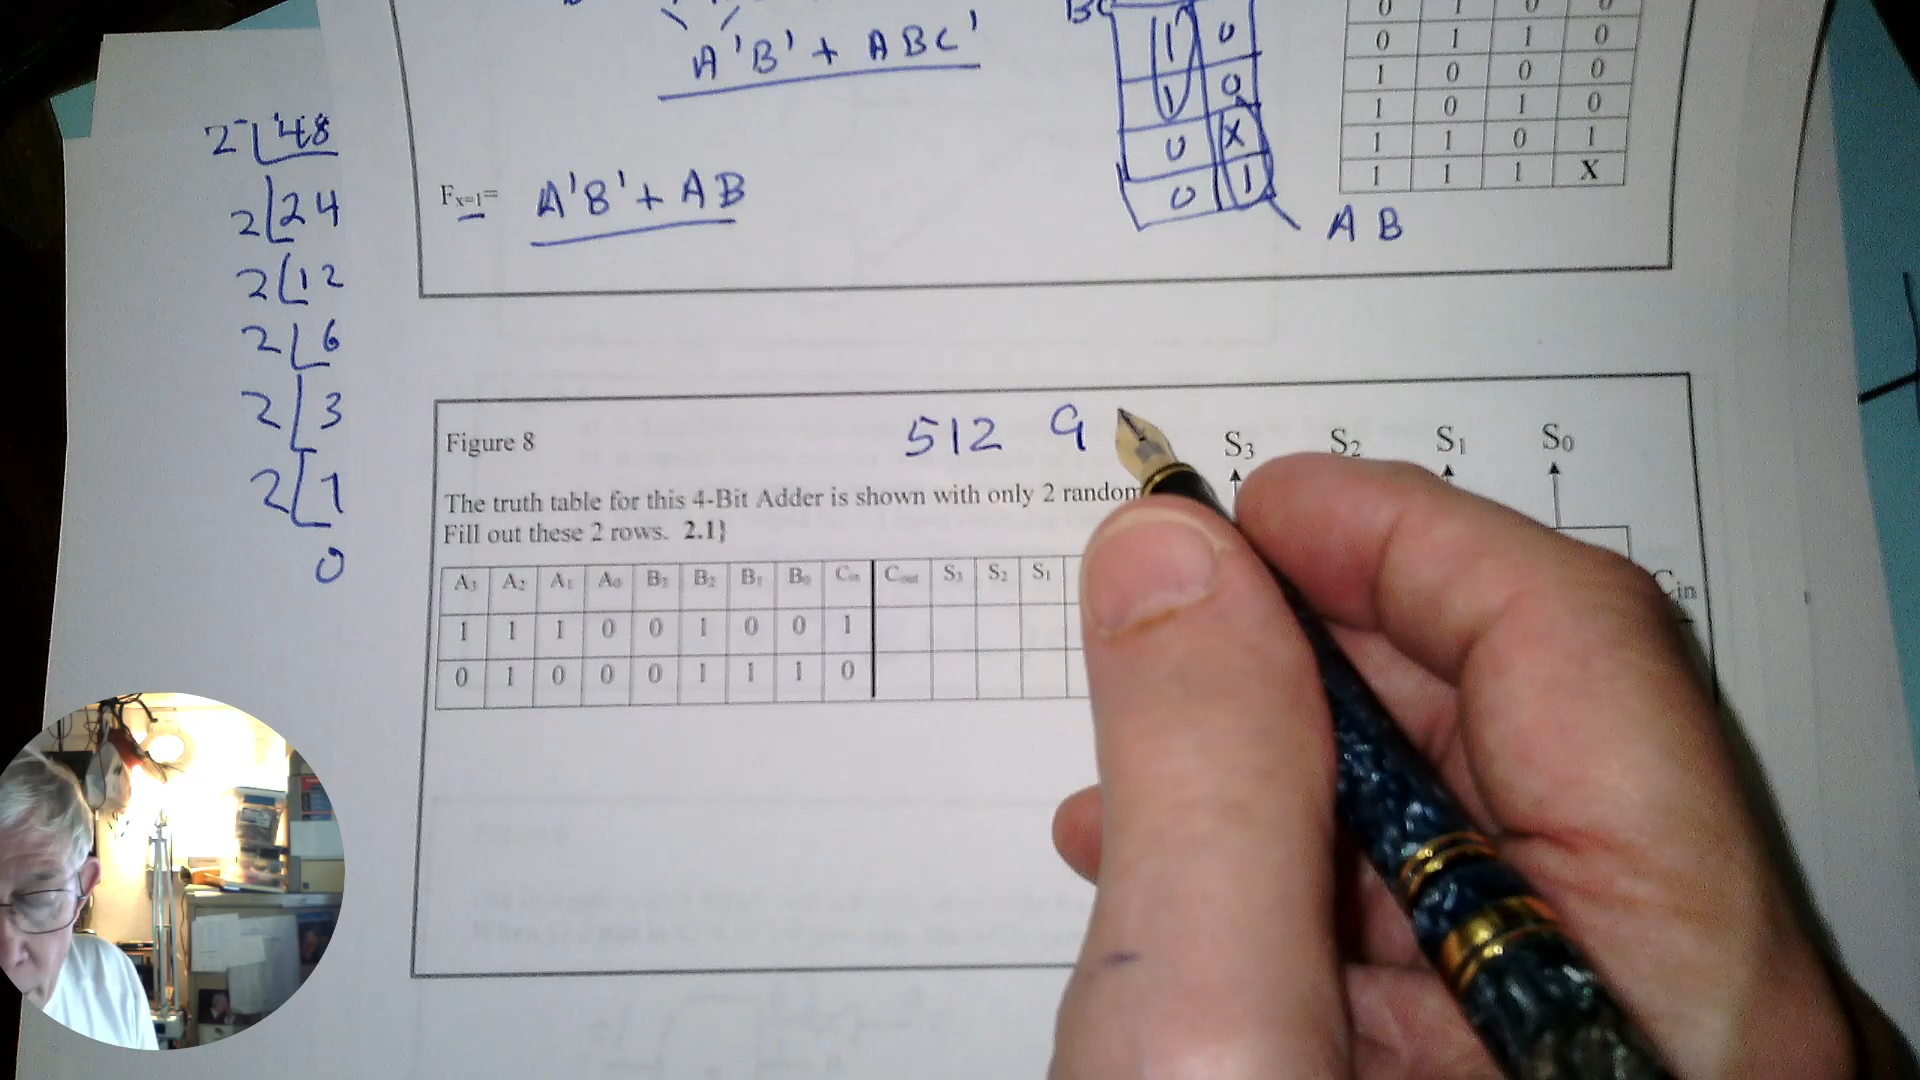 A'B' + ABC'
BC
1 0
1 0
0 X
0 1
0 1 0 0
0 1 1 0
1 0 0 0
1 0 1 0
1 1 0 1
1 1 1 X
2 48
2 24
2 12
2 6
2 3
2 1
0
Fx=1= A'B' + AB
A B
Figure 8
512 9
S3 S2 S1 S0
The truth table for this 4-Bit Adder is shown with only 2 random
Fill out these 2 rows. 2.1}
A3 A2 A1 A0 B3 B2 B1 B0 Cin Cout S3 S2 S1
1 1 1 0 0 1 0 0 1
0 1 0 0 0 1 1 1 0
Cin